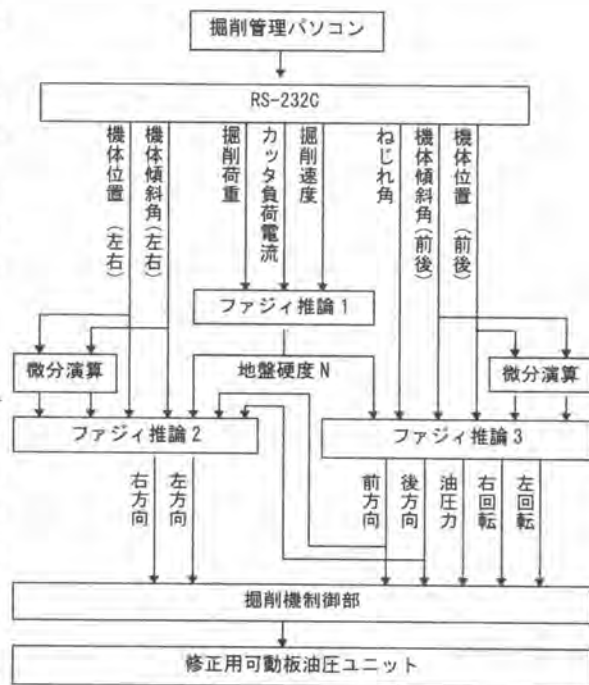 掘削管理パソコン
RS-232C
機体位置（左右）
機体傾斜角（左右）
掘削荷重
カッタ負荷電流
掘削速度
ねじれ角
機体傾斜角（前後）
機体位置（前後）
ファジィ推論1
微分演算
地盤硬度N
微分演算
ファジィ推論2
ファジィ推論3
右方向
左方向
前方向
後方向
油圧力
右回転
左回転
掘削機制御部
修正用可動板油圧ユニット